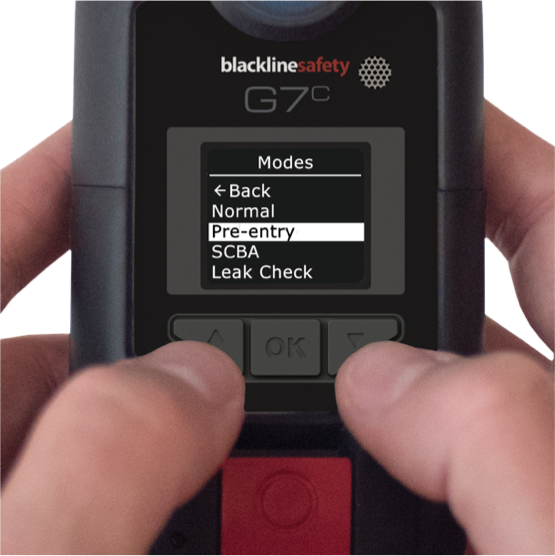 blacklinesafety
G7c
Modes
←Back
Normal
Pre-entry
SCBA
Leak Check
OK